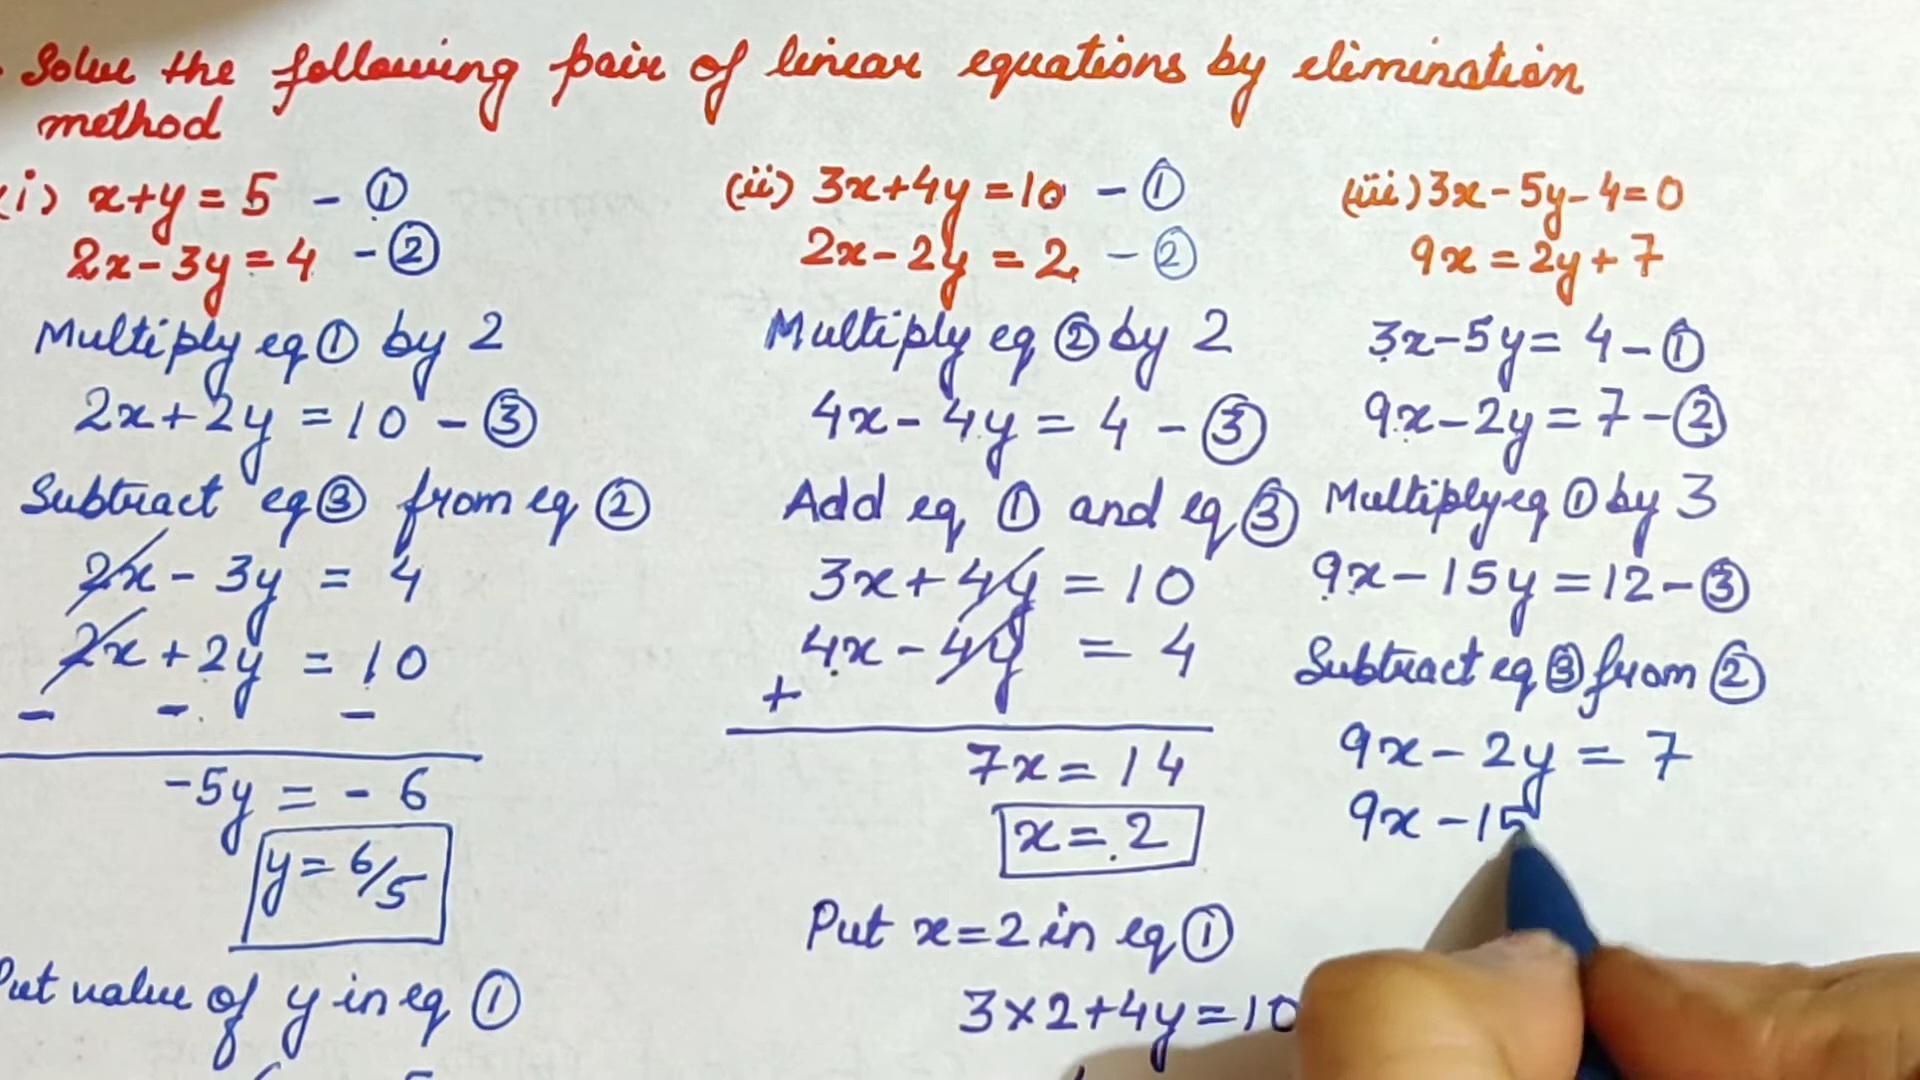 Solve the following pair of linear equations by elimination
method
(i) x+y = 5 - ①
2x-3y = 4 - ②
Multiply eq ① by 2
2x+2y = 10 - ③
Subtract eq ③ from eq ②
2x - 3y = 4
2x + 2y = 10
- - -
-5y = - 6
y = 6/5
Put value of y in eq ①
(ii) 3x+4y = 10 - ①
2x-2y = 2 - ②
Multiply eq ② by 2
4x - 4y = 4 - ③
Add eq ① and eq ③
3x + 4y = 10
4x - 4y = 4
+
7x = 14
x = 2
Put x=2 in eq ①
3×2+4y=10
(iii) 3x-5y-4=0
9x = 2y+7
3x-5y = 4 - ①
9x-2y = 7 - ②
Multiply eq ① by 3
9x-15y = 12 - ③
Subtract eq ③ from ②
9x - 2y = 7
9x - 15